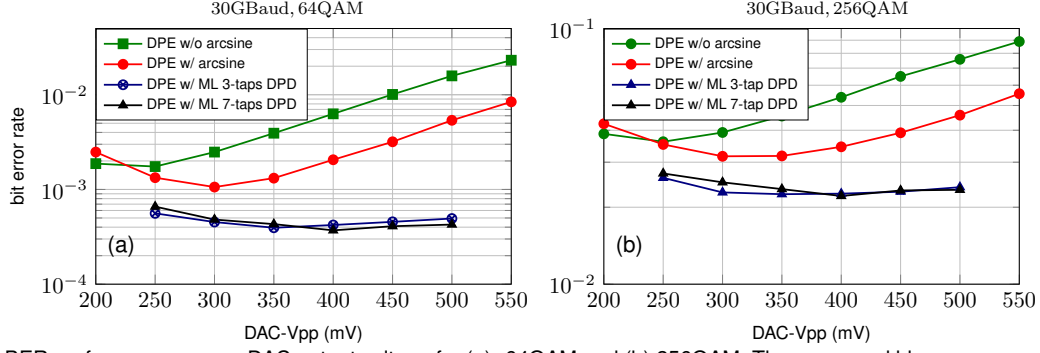 30GBaud, 64QAM
DPE w/o arcsine
DPE w/ arcsine
DPE w/ ML 3-taps DPD
DPE w/ ML 7-taps DPD
bit error rate
10−2
10−3
10−4
(a)
200 250 300 350 400 450 500 550
DAC-Vpp (mV)
30GBaud, 256QAM
DPE w/o arcsine
DPE w/ arcsine
DPE w/ ML 3-tap DPD
DPE w/ ML 7-tap DPD
10−1
10−2
(b)
200 250 300 350 400 450 500 550
DAC-Vpp (mV)